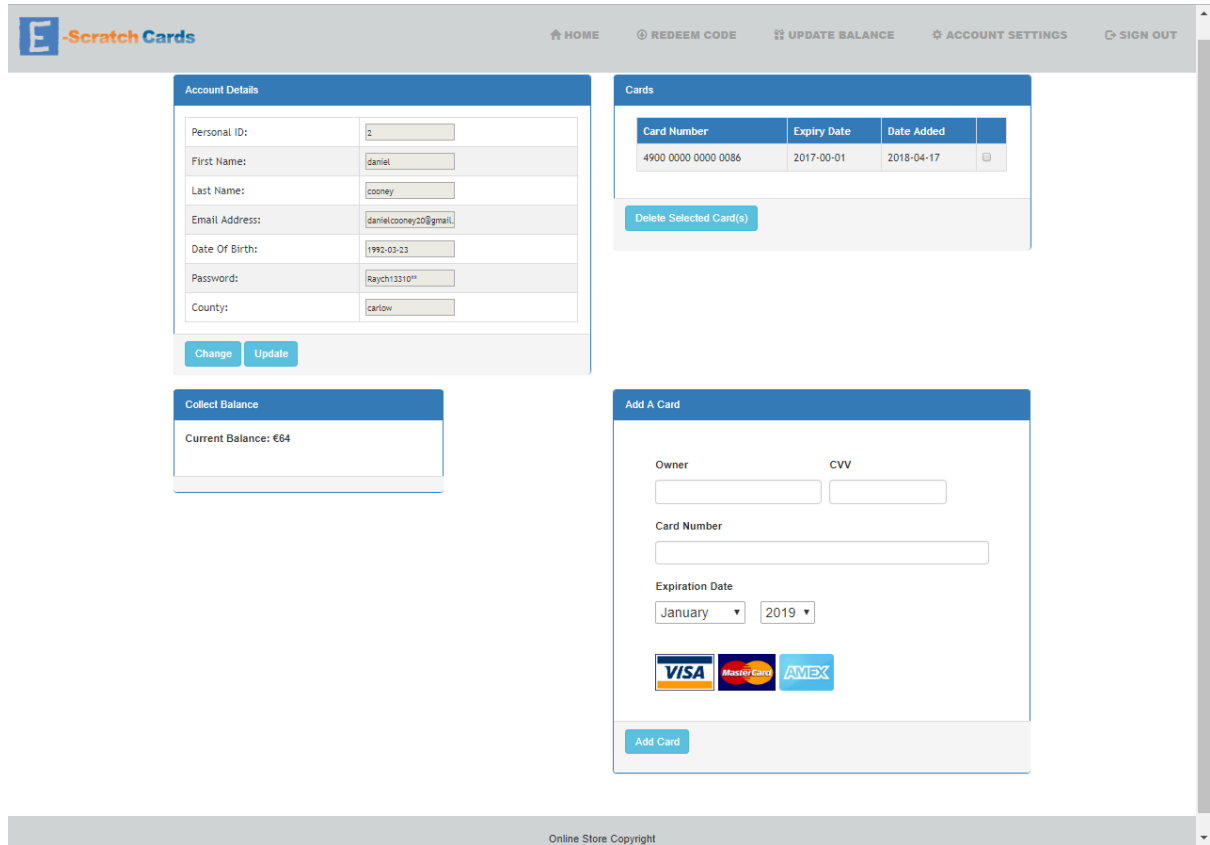 E -Scratch Cards
HOME
REDEEM CODE
UPDATE BALANCE
ACCOUNT SETTINGS
SIGN OUT
Account Details
Personal ID: 2
First Name: daniel
Last Name: cooney
Email Address: danielcooney20@gmail.
Date Of Birth: 1992-03-23
Password: Raych13310**
County: carlow
Change Update
Cards
Card Number Expiry Date Date Added
4900 0000 0000 0086 2017-00-01 2018-04-17
Delete Selected Card(s)
Collect Balance
Current Balance: €64
Add A Card
Owner CVV
Card Number
Expiration Date
January 2019
VISA MasterCard AMEX
Add Card
Online Store Copyright